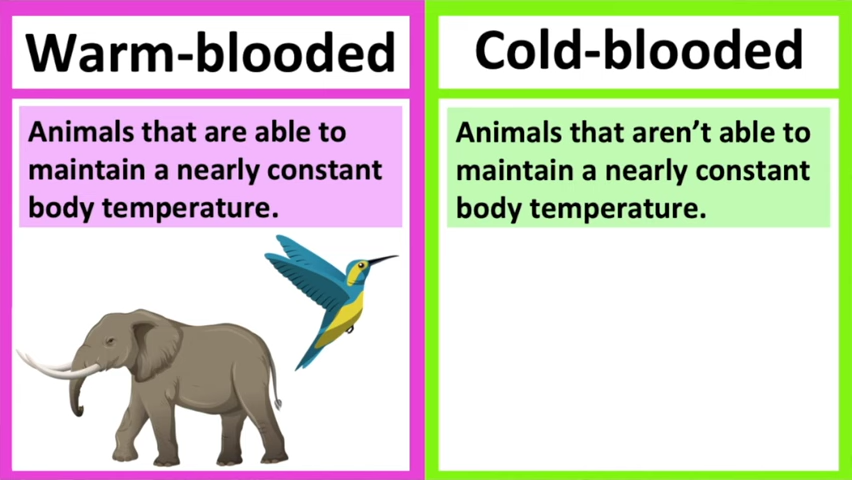 Warm-blooded
Animals that are able to
maintain a nearly constant
body temperature.
Cold-blooded
Animals that aren’t able to
maintain a nearly constant
body temperature.